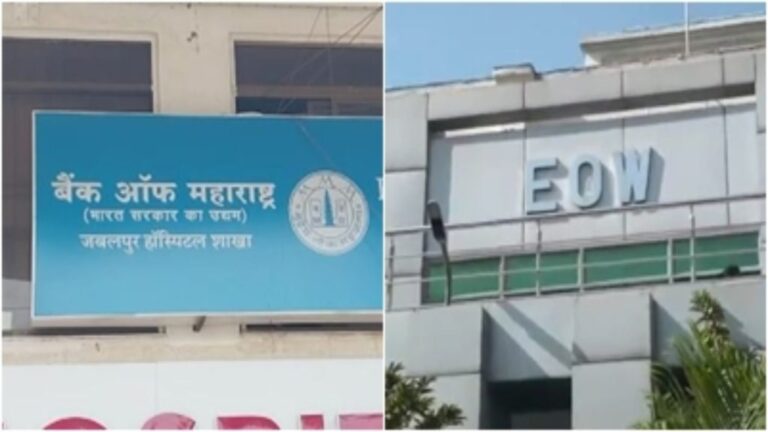 बैंक ऑफ महाराष्ट्र
(भारत सरकार का उद्यम)
जबलपुर हॉस्पिटल शाखा
EOW